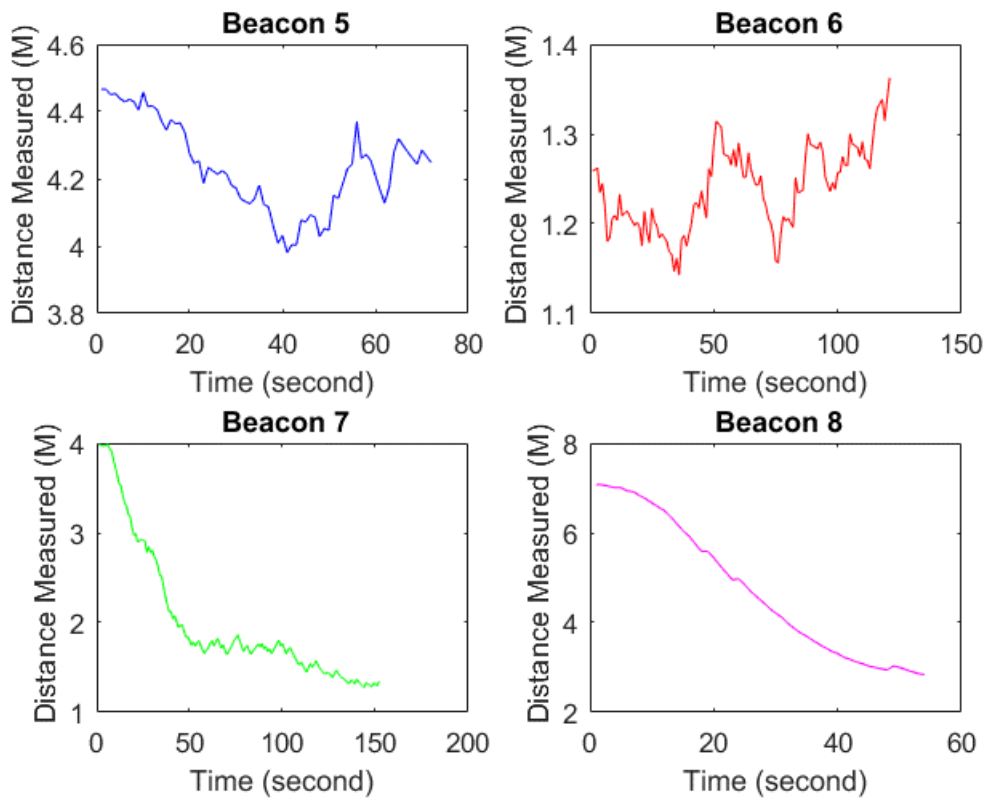 Beacon 5
Distance Measured (M)
4.6
4.4
4.2
4
3.8
0 20 40 60 80
Time (second)
Beacon 6
Distance Measured (M)
1.4
1.3
1.2
1.1
0 50 100 150
Time (second)
Beacon 7
Distance Measured (M)
4
3
2
1
0 50 100 150 200
Time (second)
Beacon 8
Distance Measured (M)
8
6
4
2
0 20 40 60
Time (second)